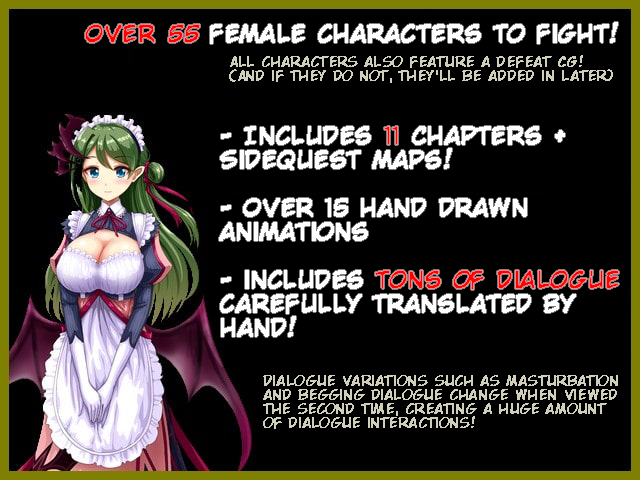 OVER 55 FEMALE CHARACTERS TO FIGHT!
ALL CHARACTERS ALSO FEATURE A DEFEAT CG!
(AND IF THEY DO NOT, THEY'LL BE ADDED IN LATER)
- INCLUDES 11 CHAPTERS +
SIDEQUEST MAPS!
- OVER 15 HAND DRAWN
ANIMATIONS
- INCLUDES TONS OF DIALOGUE
CAREFULLY TRANSLATED BY
HAND!
DIALOGUE VARIATIONS SUCH AS MASTURBATION
AND BEGGING DIALOGUE CHANGE WHEN VIEWED
THE SECOND TIME, CREATING A HUGE AMOUNT
OF DIALOGUE INTERACTIONS!